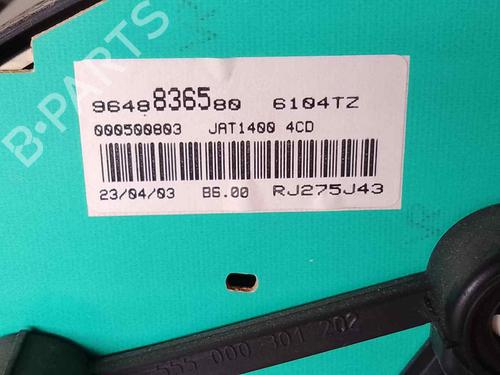 B-PARTS
9648836580 6104TZ
000500803 JAT1400 4CD
23/04/03 B6.00 RJ275J43
555 000 301 202